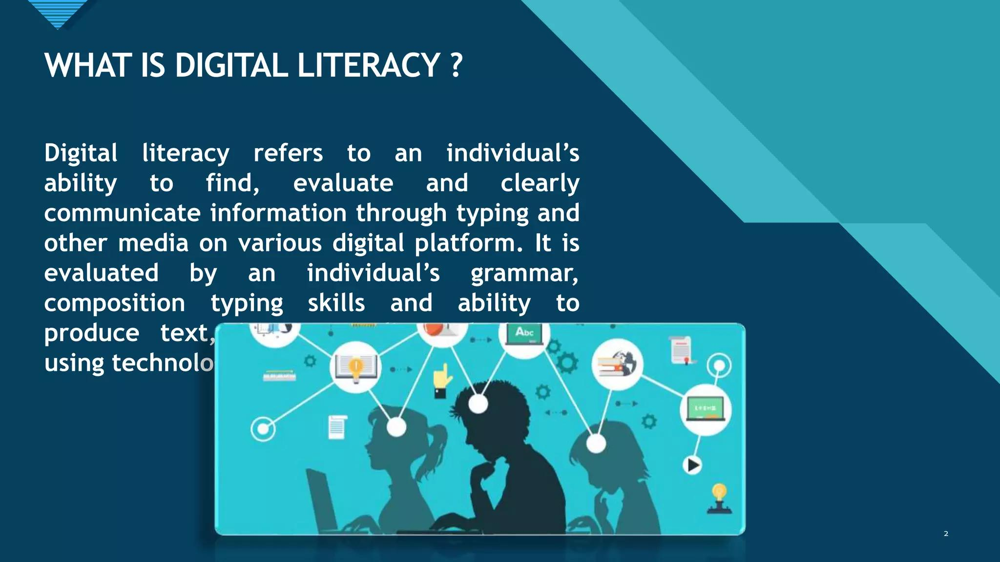 WHAT IS DIGITAL LITERACY ?
Digital literacy refers to an individual’s
ability to find, evaluate and clearly
communicate information through typing and
other media on various digital platform. It is
evaluated by an individual’s grammar,
composition typing skills and ability to
produce text,
using technolo
Abc
2